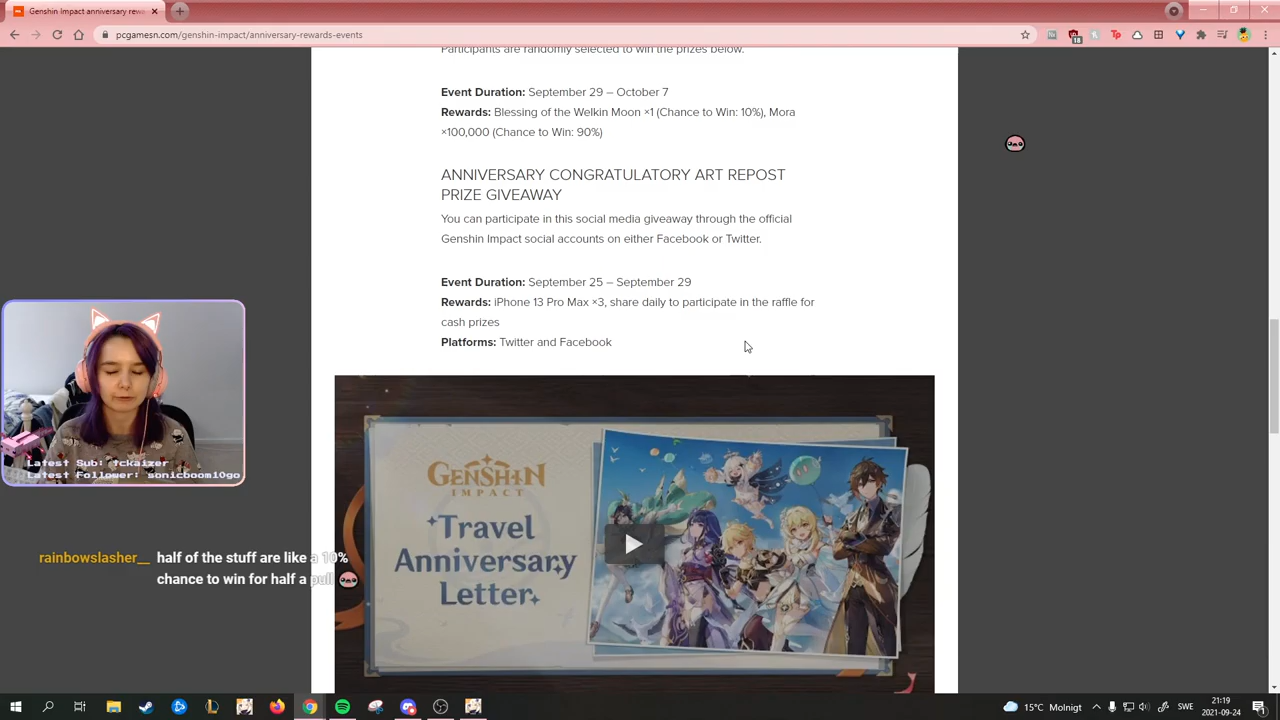 Genshin Impact anniversary rew
pcgamesn.com/genshin-impact/anniversary-rewards-events
Participants are randomly selected to win the prizes below.
Event Duration: September 29 – October 7
Rewards: Blessing of the Welkin Moon ×1 (Chance to Win: 10%), Mora
×100,000 (Chance to Win: 90%)
ANNIVERSARY CONGRATULATORY ART REPOST
PRIZE GIVEAWAY
You can participate in this social media giveaway through the official
Genshin Impact social accounts on either Facebook or Twitter.
Event Duration: September 25 – September 29
Rewards: iPhone 13 Pro Max ×3, share daily to participate in the raffle for
cash prizes
Platforms: Twitter and Facebook
GENSHIN
IMPACT
Travel
Anniversary
Letter
Latest Sub: tckaizer
Latest Follower: sonicboom10go
rainbowslasher__ half of the stuff are like a 10%
chance to win for half a pull
15°C Molnigt
SWE
21:19
2021-09-24